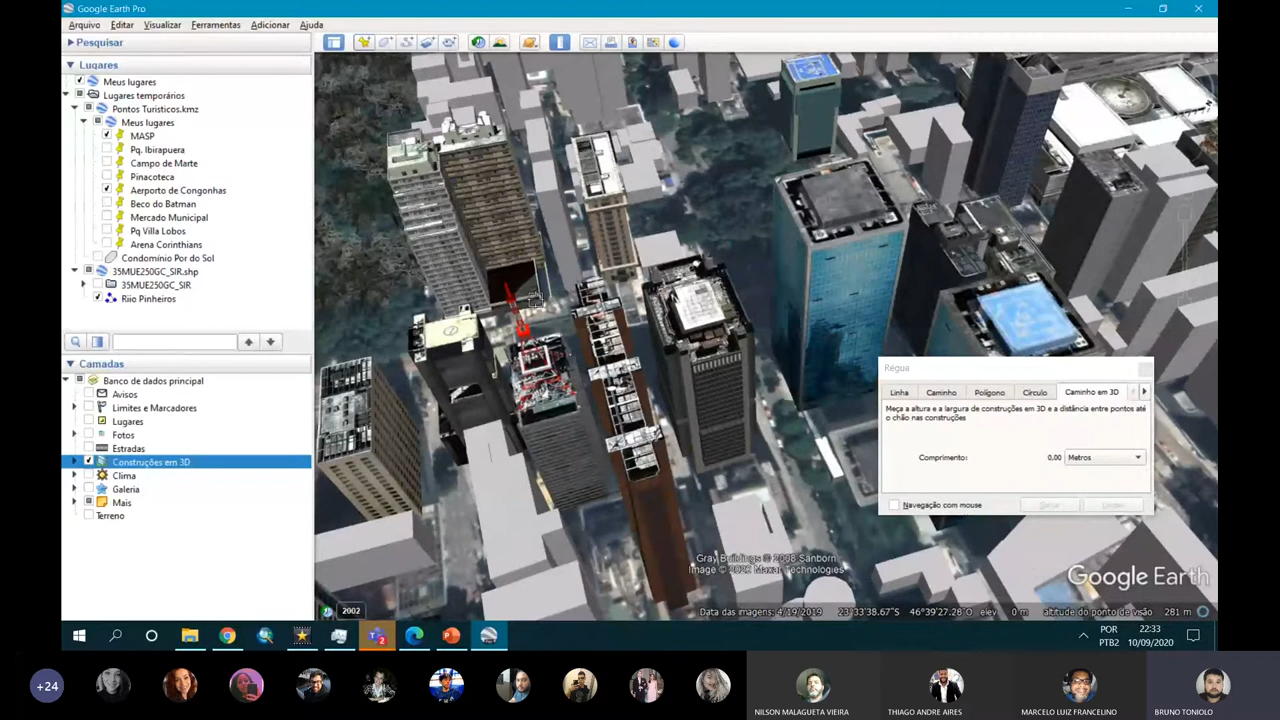 Google Earth Pro
Arquivo Editar Visualizar Ferramentas Adicionar Ajuda
Pesquisar
Lugares
Meus lugares
Lugares temporários
Pontos Turisticos.kmz
Meus lugares
MASP
Pq. Ibirapuera
Campo de Marte
Pinacoteca
Aerporto de Congonhas
Beco do Batman
Mercado Municipal
Pq Villa Lobos
Arena Corinthians
Condomínio Por do Sol
35MUE250GC_SIR.shp
35MUE250GC_SIR
Riio Pinheiros
Camadas
Banco de dados principal
Avisos
Limites e Marcadores
Lugares
Fotos
Estradas
Construções em 3D
Clima
Galeria
Mais
Terreno
Régua
Linha Caminho Polígono Círculo Caminho em 3D
Meça a altura e a largura de construções em 3D e a distância entre pontos até
o chão nas construções
Comprimento: 0,00 Metros
Navegação com mouse
Gray Buildings © 2008 Sanborn
Image © 2022 Maxar Technologies
Google Earth
2002
Data das imagens: 4/19/2019 23°33'38.67"S 46°39'27.28"O elev 0 m altitude do ponto de visão 281 m
POR
PTB2
22:33
10/09/2020
+24
NILSON MALAGUETA VIEIRA
THIAGO ANDRE AIRES
MARCELO LUIZ FRANCELINO
BRUNO TONIOLO